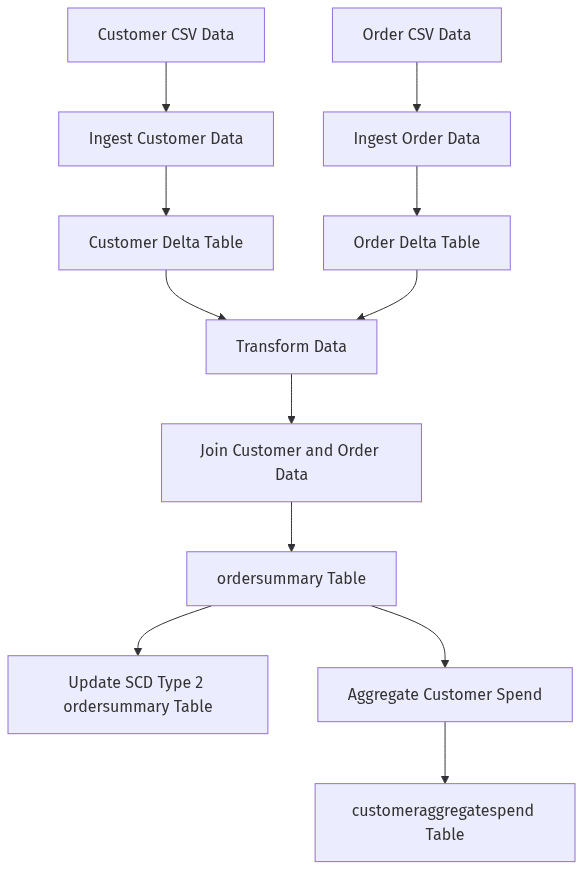 Customer CSV Data
Order CSV Data
Ingest Customer Data
Ingest Order Data
Customer Delta Table
Order Delta Table
Transform Data
Join Customer and Order
Data
ordersummary Table
Update SCD Type 2
ordersummary Table
Aggregate Customer Spend
customeraggregatespend
Table